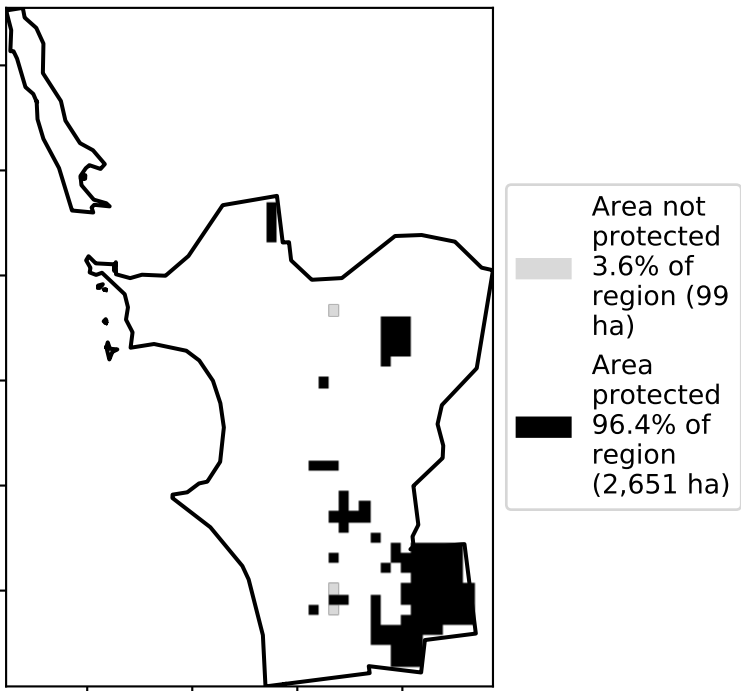 Area not
protected
3.6% of
region (99
ha)
Area
protected
96.4% of
region
(2,651 ha)